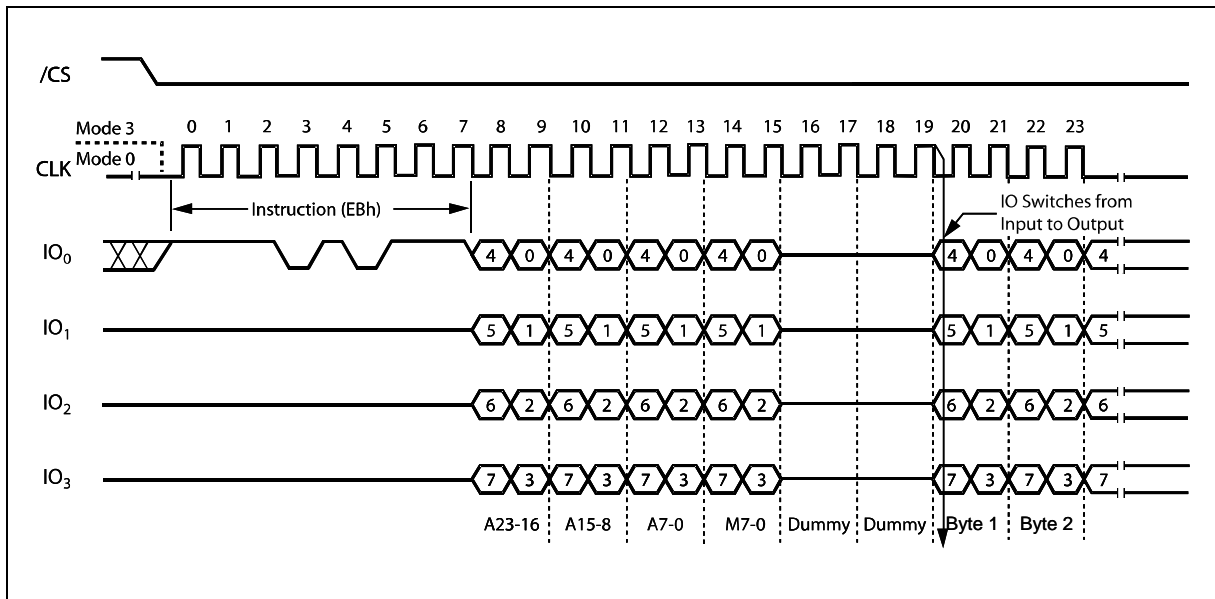 /CS
Mode 3
0 1 2 3 4 5 6 7 8 9 10 11 12 13 14 15 16 17 18 19 20 21 22 23
CLK
Mode 0
Instruction (EBh)
IO Switches from
Input to Output
IO0
4 0 4 0 4 0 4 0 4 0 4 0 4
IO1
5 1 5 1 5 1 5 1 5 1 5 1 5
IO2
6 2 6 2 6 2 6 2 6 2 6 2 6
IO3
7 3 7 3 7 3 7 3 7 3 7 3 7
A23-16 A15-8 A7-0 M7-0 Dummy Dummy Byte 1 Byte 2